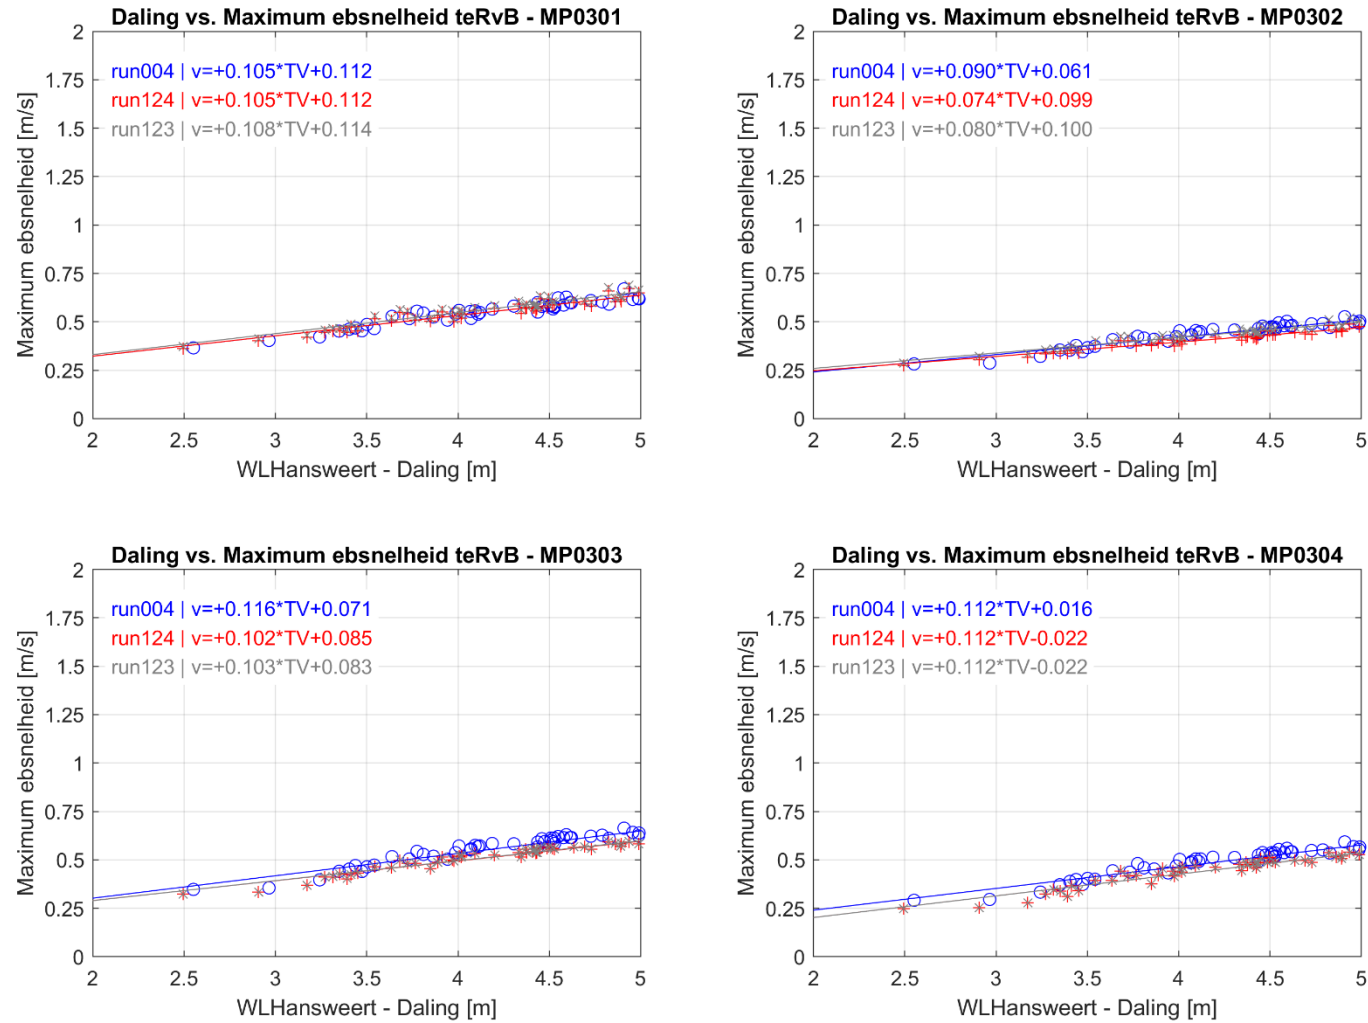 Daling vs. Maximum ebsnelheid teRvB - MP0301
run004 | v=+0.105*TV+0.112
run124 | v=+0.105*TV+0.112
run123 | v=+0.108*TV+0.114
Maximum ebsnelheid [m/s]
2
1.75
1.5
1.25
1
0.75
0.5
0.25
0
2 2.5 3 3.5 4 4.5 5
WLHansweert - Daling [m]
Daling vs. Maximum ebsnelheid teRvB - MP0302
run004 | v=+0.090*TV+0.061
run124 | v=+0.074*TV+0.099
run123 | v=+0.080*TV+0.100
Maximum ebsnelheid [m/s]
2
1.75
1.5
1.25
1
0.75
0.5
0.25
0
2 2.5 3 3.5 4 4.5 5
WLHansweert - Daling [m]
Daling vs. Maximum ebsnelheid teRvB - MP0303
run004 | v=+0.116*TV+0.071
run124 | v=+0.102*TV+0.085
run123 | v=+0.103*TV+0.083
Maximum ebsnelheid [m/s]
2
1.75
1.5
1.25
1
0.75
0.5
0.25
0
2 2.5 3 3.5 4 4.5 5
WLHansweert - Daling [m]
Daling vs. Maximum ebsnelheid teRvB - MP0304
run004 | v=+0.112*TV+0.016
run124 | v=+0.112*TV-0.022
run123 | v=+0.112*TV-0.022
Maximum ebsnelheid [m/s]
2
1.75
1.5
1.25
1
0.75
0.5
0.25
0
2 2.5 3 3.5 4 4.5 5
WLHansweert - Daling [m]